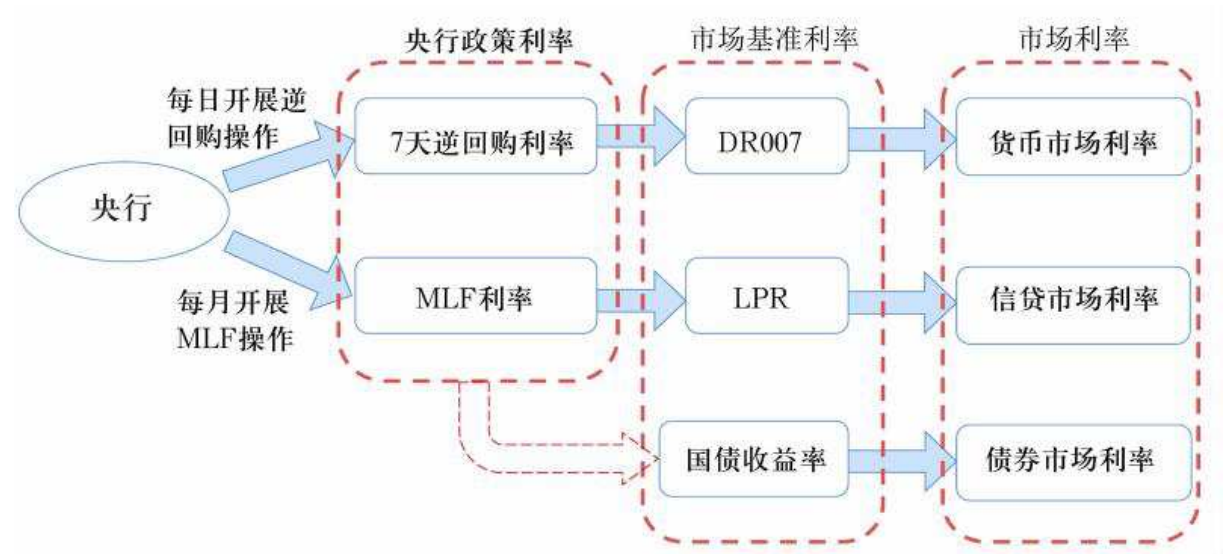 央行政策利率
市场基准利率
市场利率
每日开展逆
回购操作
7天逆回购利率
DR007
货币市场利率
央行
每月开展
MLF操作
MLF利率
LPR
信贷市场利率
国债收益率
债券市场利率